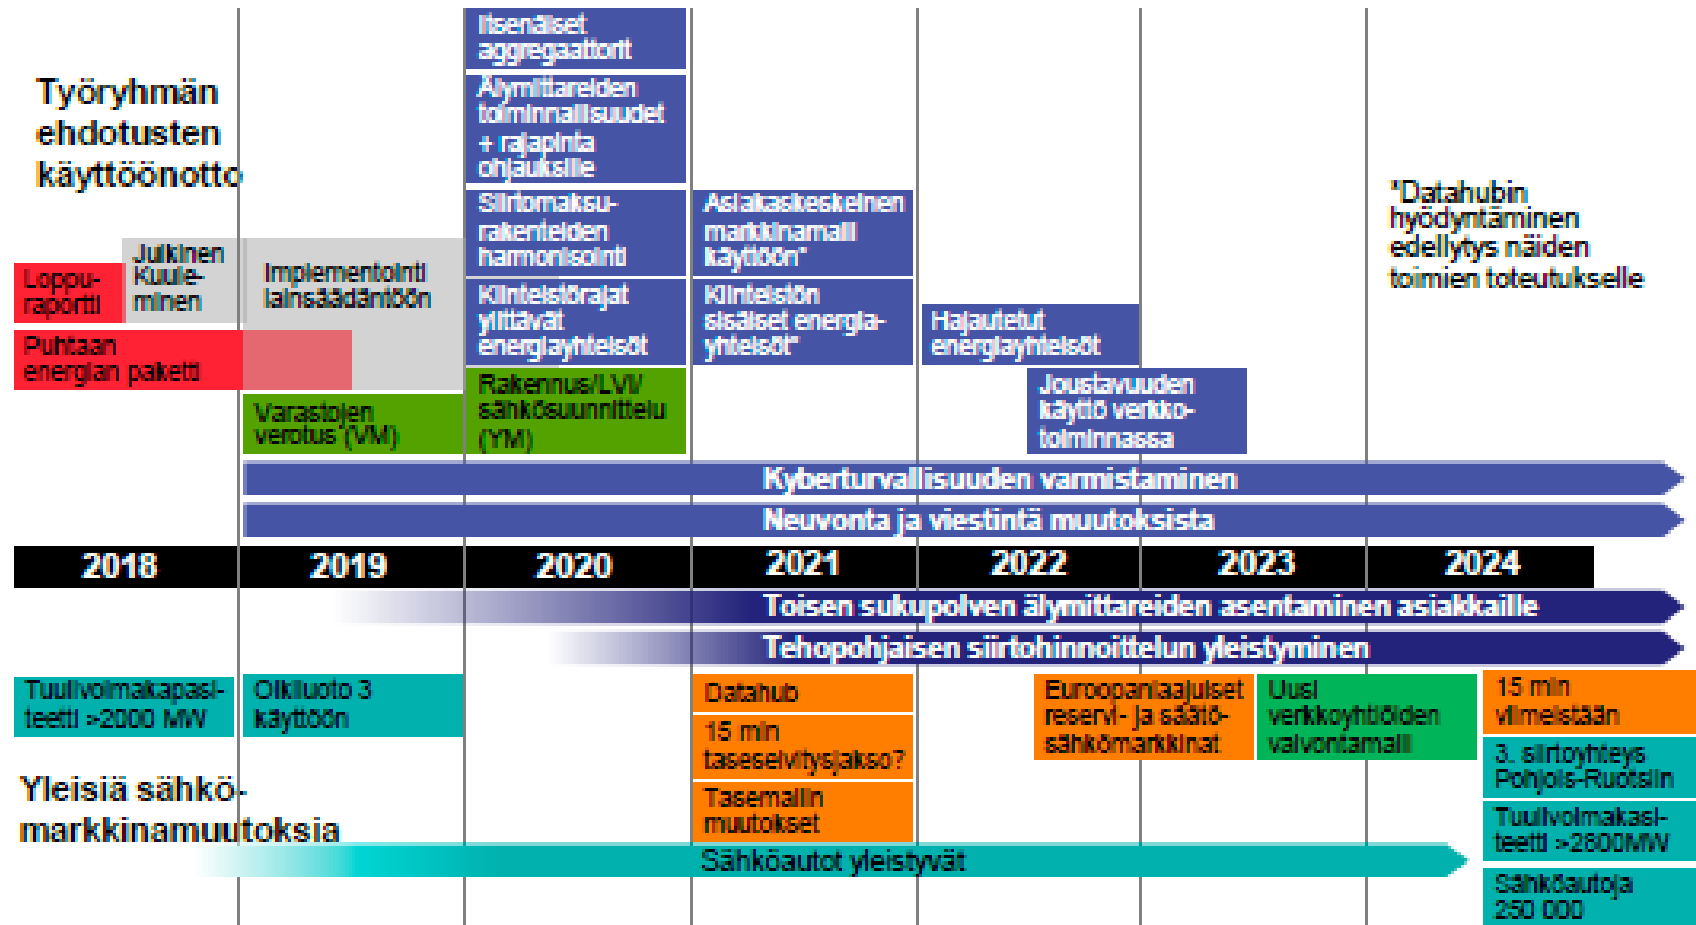 Työryhmän
ehdotusten
käyttöönotto
Itsenäiset
aggregaattorit
Älymittareiden
toiminnallisuudet
+ rajapinta
ohjauksille
Siirtomaksu-
rakenteiden
harmonisointi
Kiinteistörajat
ylittävät
energiayhteisöt
Rakennus/LVI/
sähkösuunnittelu
(YM)
Asiakaskeskeinen
markkinamalli
käyttöön"
Kiinteistön
sisäiset energia-
yhteisöt"
Hajautetut
energiayhteisöt
Joustavuuden
käyttö verkko-
toiminnassa
"Datahubin
hyödyntäminen
edellytys näiden
toimien toteutukselle
Loppu-
raportti
Julkinen
Kuule-
minen
Implementointi
lainsäädäntöön
Puhtaan
energian paketti
Varastojen
verotus (VM)
Kyberturvallisuuden varmistaminen
Neuvonta ja viestintä muutoksista
2018 2019 2020 2021 2022 2023 2024
Toisen sukupolven älymittareiden asentaminen asiakkaille
Tehopohjaisen siirtohinnoittelun yleistyminen
Tuulivoimakapasi-
teetti >2000 MW
Olkiluoto 3
käyttöön
Datahub
15 min
taseselvitysjakso?
Tasemallin
muutokset
Euroopanlaajuiset
reservi- ja säätö-
sähkömarkkinat
Uusi
verkkoyhtiöiden
valvontamalli
15 min
viimeistään
3. siirtoyhteys
Pohjois-Ruotsiin
Tuulivoimakasi-
teetti >2800MW
Sähköautoja
250 000
Yleisiä sähkö-
markkinamuutoksia
Sähköautot yleistyvät